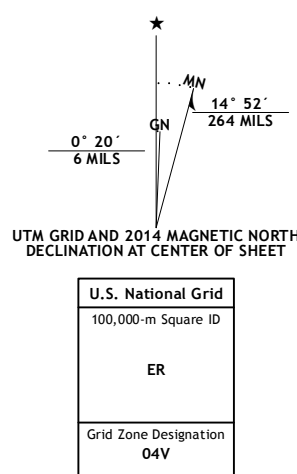 ★
MN
GN
14° 52´
264 MILS
0° 20´
6 MILS
UTM GRID AND 2014 MAGNETIC NORTH
DECLINATION AT CENTER OF SHEET
U.S. National Grid
100,000-m Square ID
ER
Grid Zone Designation
04V